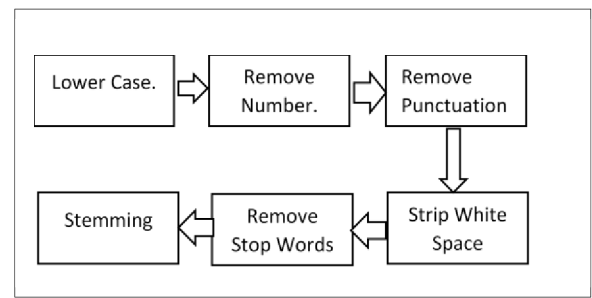 Lower Case.
Remove
Number.
Remove
Punctuation
Strip White
Space
Remove
Stop Words
Stemming